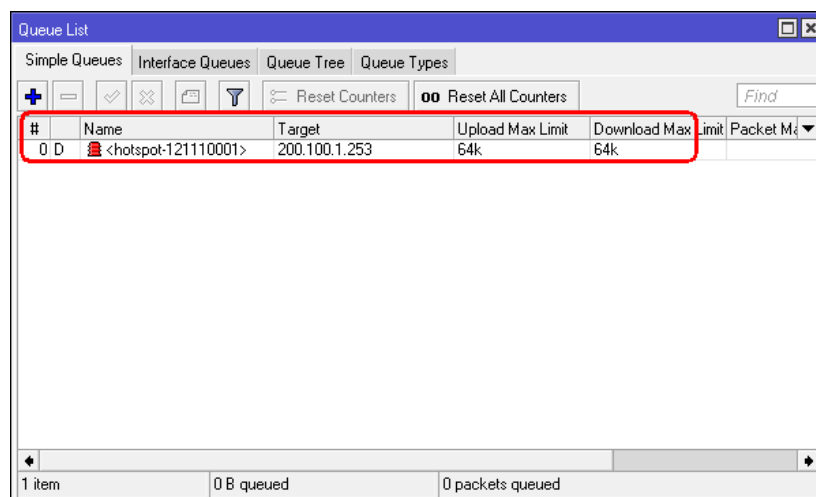 Queue List
Simple Queues Interface Queues Queue Tree Queue Types
Reset Counters 00 Reset All Counters Find
# Name Target Upload Max Limit Download Max Limit Packet
0 D <hotspot-121110001> 200.100.1.253 64k 64k
1 item 0 B queued 0 packets queued